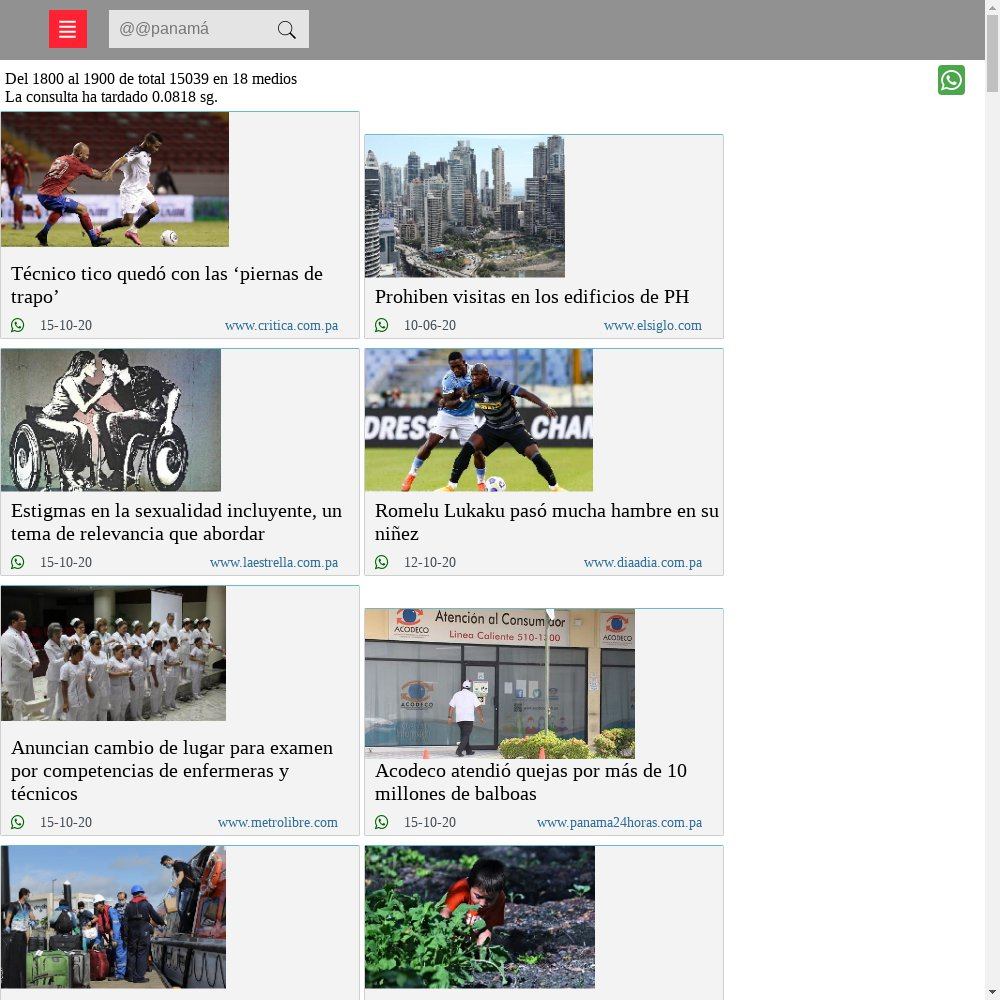 @@panamá
Del 1800 al 1900 de total 15039 en 18 medios
La consulta ha tardado 0.0818 sg.
Técnico tico quedó con las ‘piernas de
trapo’
15-10-20 www.critica.com.pa
Prohiben visitas en los edificios de PH
10-06-20 www.elsiglo.com
Estigmas en la sexualidad incluyente, un
tema de relevancia que abordar
15-10-20 www.laestrella.com.pa
Romelu Lukaku pasó mucha hambre en su
niñez
12-10-20 www.diaadia.com.pa
Anuncian cambio de lugar para examen
por competencias de enfermeras y
técnicos
15-10-20 www.metrolibre.com
ACODECO
Atención al Consumidor
Linea Caliente 510-1300
ACODECO
ACODECO
Acodeco atendió quejas por más de 10
millones de balboas
15-10-20 www.panama24horas.com.pa